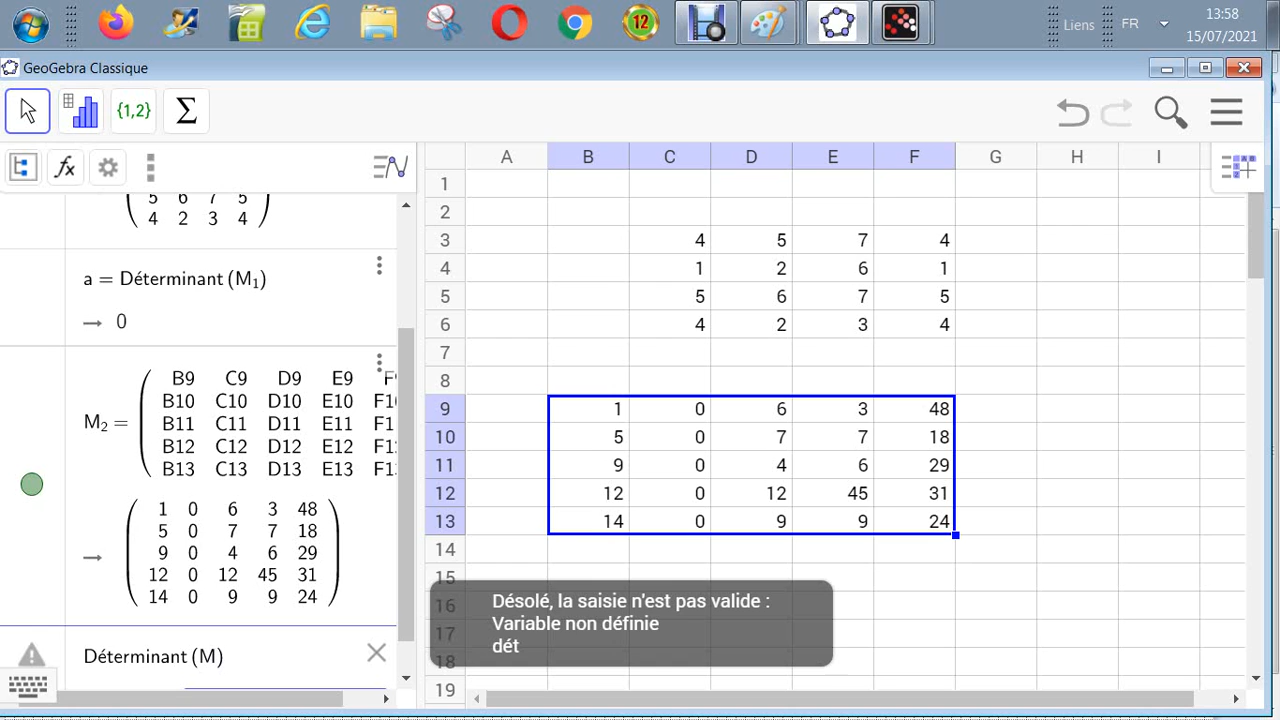 12
Liens
FR
13:58
15/07/2021
GeoGebra Classique
{1,2}
Σ
fx
5 6 7 5
4 2 3 4
a = Déterminant (M₁)
→ 0
M₂ =
B9 C9 D9 E9
B10 C10 D10 E10 F10
B11 C11 D11 E11 F11
B12 C12 D12 E12 F12
B13 C13 D13 E13 F13
→
1 0 6 3 48
5 0 7 7 18
9 0 4 6 29
12 0 12 45 31
14 0 9 9 24
Déterminant (M)
A B C D E F G H I
1
2
3 4 5 7 4
4 1 2 6 1
5 5 6 7 5
6 4 2 3 4
7
8
9 1 0 6 3 48
10 5 0 7 7 18
11 9 0 4 6 29
12 12 0 12 45 31
13 14 0 9 9 24
14
15
16
17
18
19
Désolé, la saisie n'est pas valide :
Variable non définie
dét